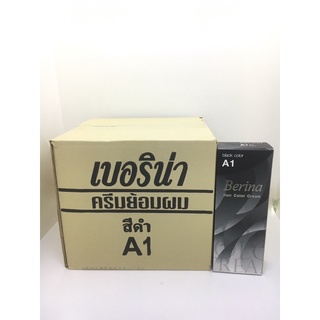 เบอริน่า
ครีมย้อมผม
สีดำ
A1
black color
A1
Berina
Hair Color Cream